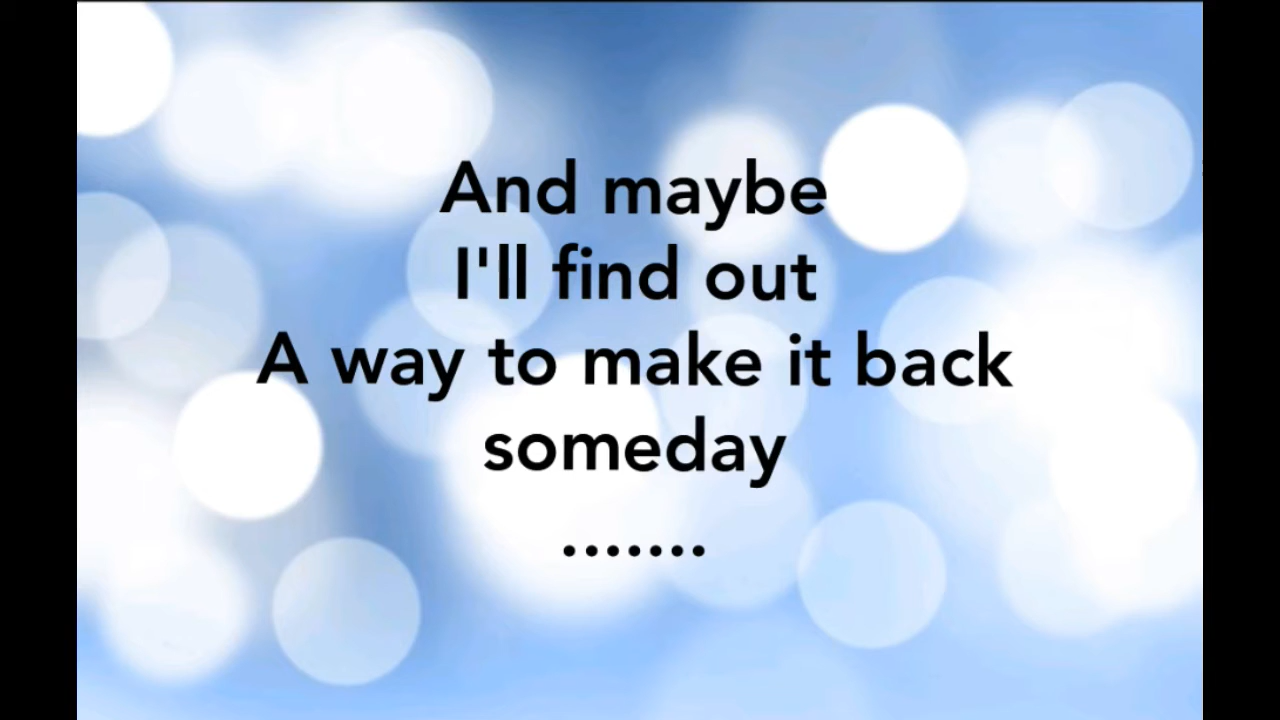 And maybe
I'll find out
A way to make it back
someday
.......